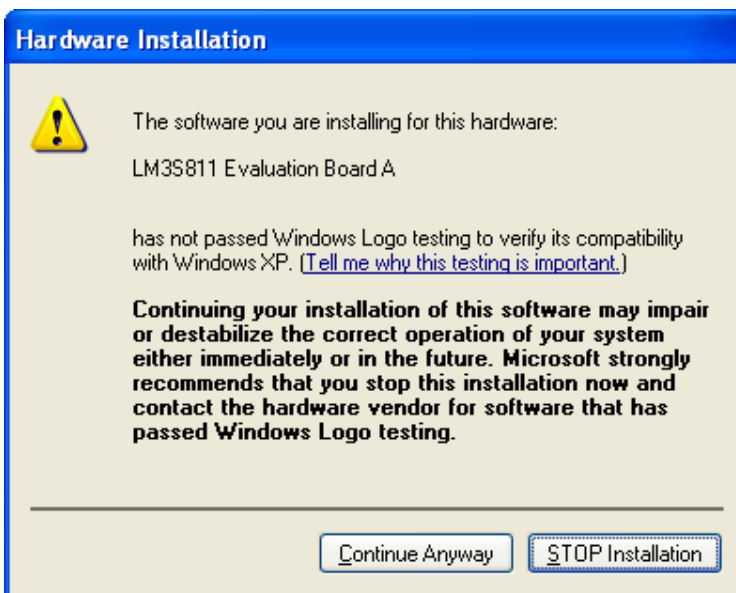 Hardware Installation
The software you are installing for this hardware:
LM3S811 Evaluation Board A
has not passed Windows Logo testing to verify its compatibility
with Windows XP. (Tell me why this testing is important.)
Continuing your installation of this software may impair
or destabilize the correct operation of your system
either immediately or in the future. Microsoft strongly
recommends that you stop this installation now and
contact the hardware vendor for software that has
passed Windows Logo testing.
Continue Anyway
STOP Installation